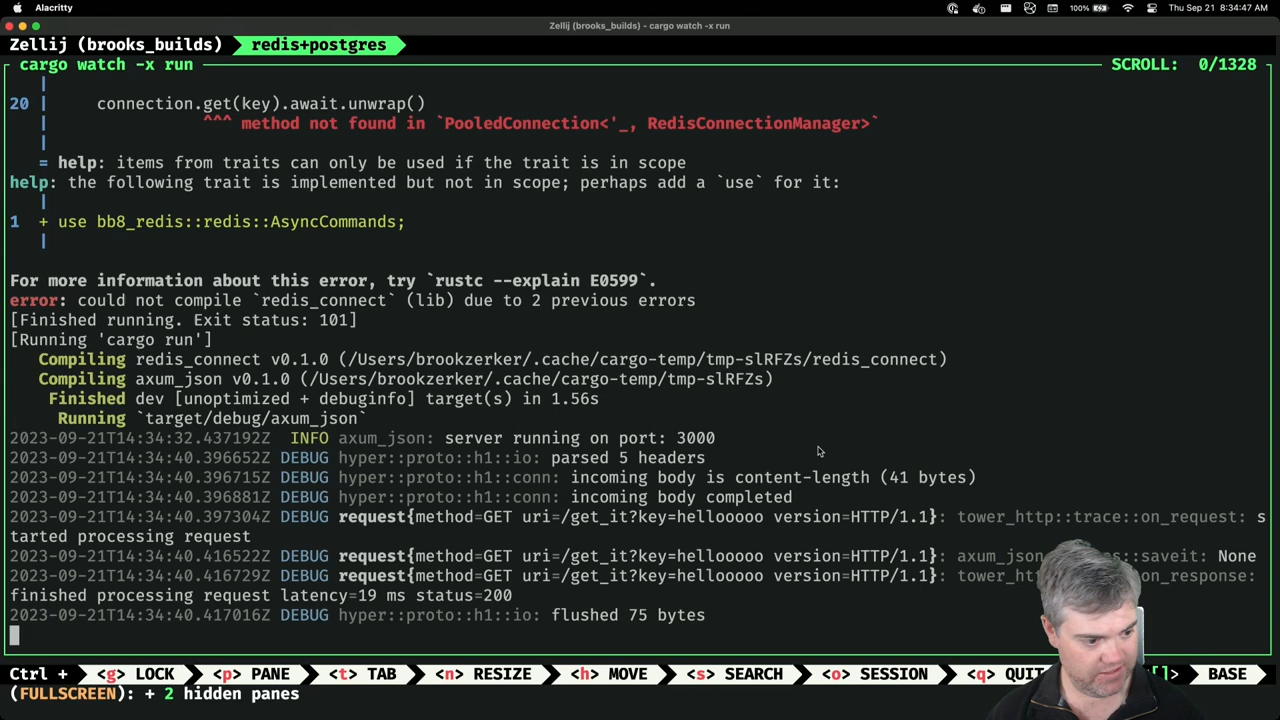 Alacritty
100%
Thu Sep 21 8:34:47 AM
Zellij (brooks_builds) - cargo watch -x run
Zellij (brooks_builds) redis+postgres
cargo watch -x run SCROLL: 0/1328
20 | connection.get(key).await.unwrap()
| ^^^ method not found in `PooledConnection<'_, RedisConnectionManager>`
|
= help: items from traits can only be used if the trait is in scope
help: the following trait is implemented but not in scope; perhaps add a `use` for it:
|
1 + use bb8_redis::redis::AsyncCommands;
|
For more information about this error, try `rustc --explain E0599`.
error: could not compile `redis_connect` (lib) due to 2 previous errors
[Finished running. Exit status: 101]
[Running 'cargo run']
Compiling redis_connect v0.1.0 (/Users/brookzerker/.cache/cargo-temp/tmp-slRFZs/redis_connect)
Compiling axum_json v0.1.0 (/Users/brookzerker/.cache/cargo-temp/tmp-slRFZs)
Finished dev [unoptimized + debuginfo] target(s) in 1.56s
Running `target/debug/axum_json`
2023-09-21T14:34:32.437192Z INFO axum_json: server running on port: 3000
2023-09-21T14:34:40.396652Z DEBUG hyper::proto::h1::io: parsed 5 headers
2023-09-21T14:34:40.396715Z DEBUG hyper::proto::h1::conn: incoming body is content-length (41 bytes)
2023-09-21T14:34:40.396881Z DEBUG hyper::proto::h1::conn: incoming body completed
2023-09-21T14:34:40.397304Z DEBUG request{method=GET uri=/get_it?key=hellooooo version=HTTP/1.1}: tower_http::trace::on_request: s
tarted processing request
2023-09-21T14:34:40.416522Z DEBUG request{method=GET uri=/get_it?key=hellooooo version=HTTP/1.1}: axum_json es::saveit: None
2023-09-21T14:34:40.416729Z DEBUG request{method=GET uri=/get_it?key=hellooooo version=HTTP/1.1}: tower_ht on_response:
finished processing request latency=19 ms status=200
2023-09-21T14:34:40.417016Z DEBUG hyper::proto::h1::io: flushed 75 bytes
Ctrl + <g> LOCK <p> PANE <t> TAB <n> RESIZE <h> MOVE <s> SEARCH <o> SESSION <q> QUIT []> BASE
(FULLSCREEN): + 2 hidden panes